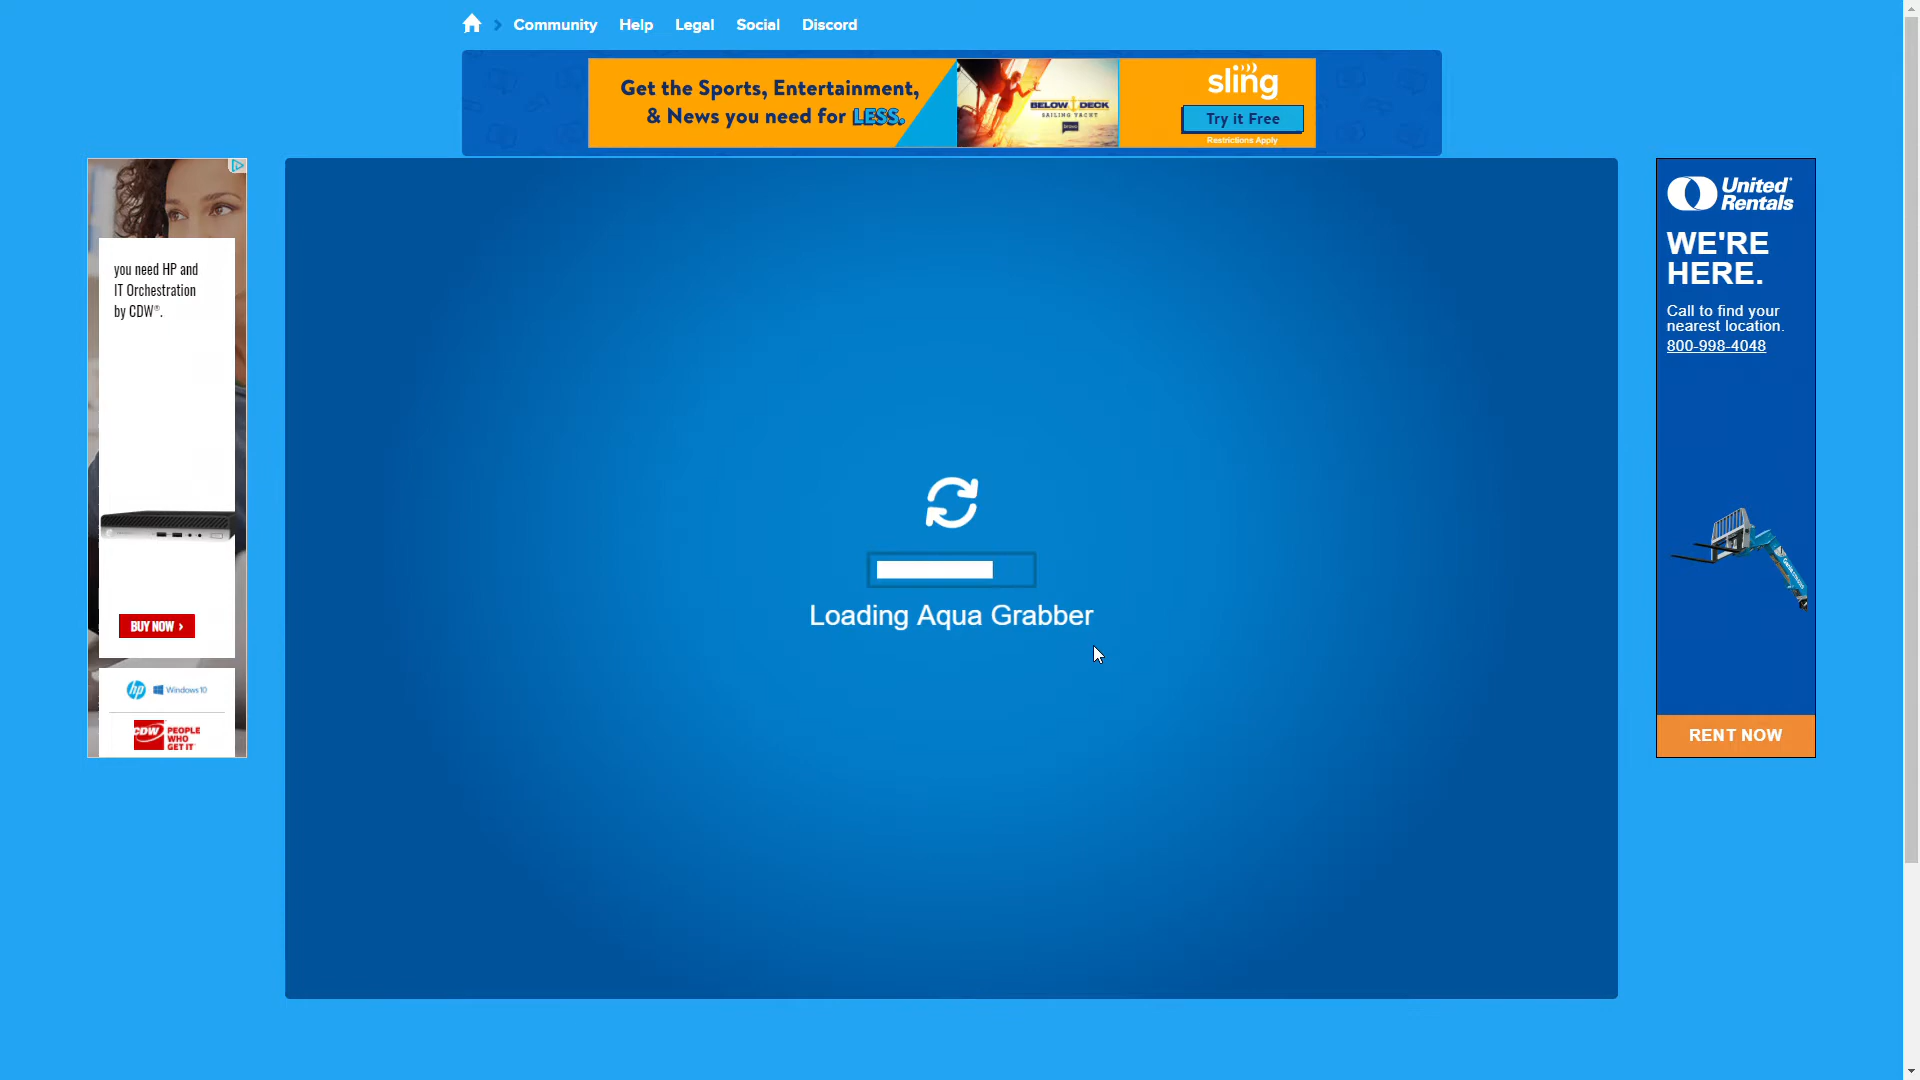 Community Help Legal Social Discord
Get the Sports, Entertainment,
& News you need for LESS.
BELOW DECK
SAILING YACHT
bravo
sling
Try it Free
Restrictions Apply
you need HP and
IT Orchestration
by CDW®.
BUY NOW >
hp Windows 10
CDW PEOPLE
WHO
GET IT
Loading Aqua Grabber
United
Rentals
WE'RE
HERE.
Call to find your
nearest location.
800-998-4048
RENT NOW